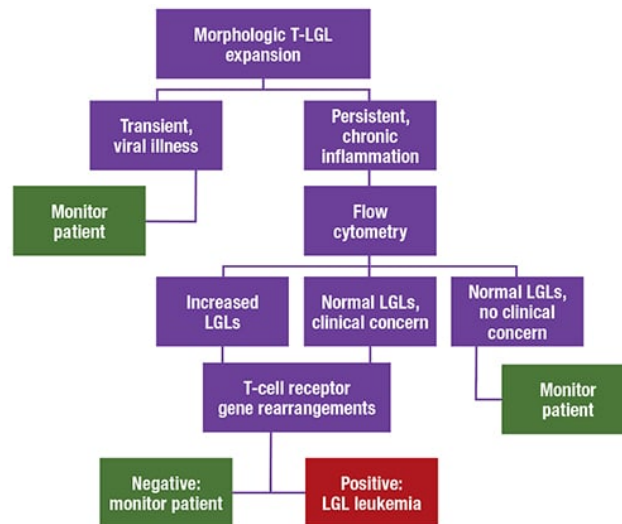 Morphologic T-LGL
expansion
Transient,
viral illness
Persistent,
chronic
inflammation
Monitor
patient
Flow
cytometry
Increased
LGLs
Normal LGLs,
clinical concern
Normal LGLs,
no clinical
concern
T-cell receptor
gene rearrangements
Monitor
patient
Negative:
monitor patient
Positive:
LGL leukemia